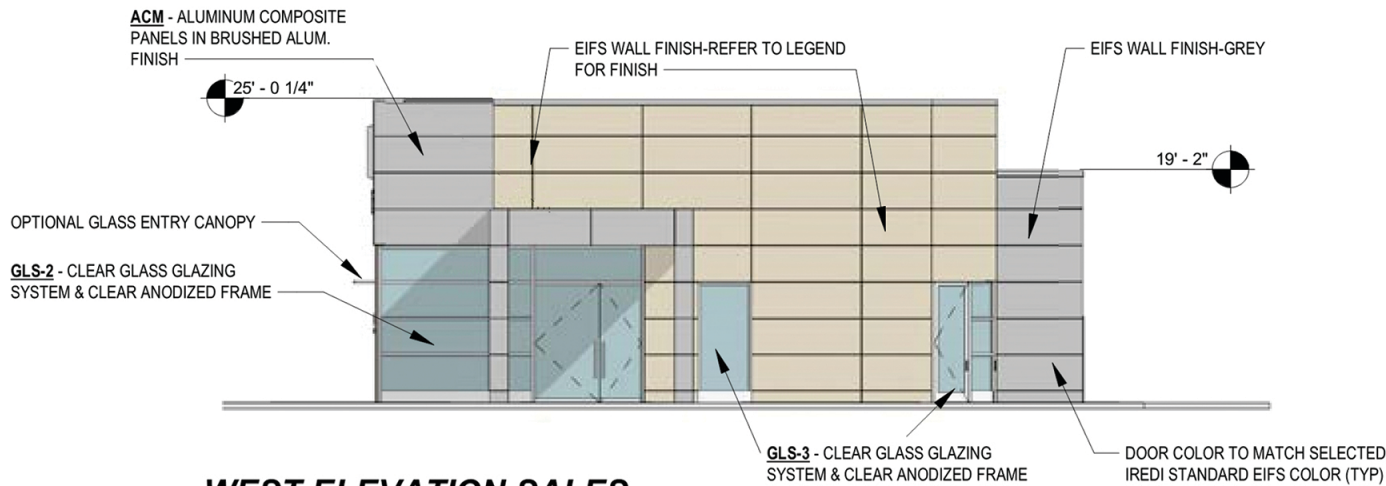 ACM - ALUMINUM COMPOSITE
PANELS IN BRUSHED ALUM.
FINISH
25' - 0 1/4"
EIFS WALL FINISH-REFER TO LEGEND
FOR FINISH
EIFS WALL FINISH-GREY
19' - 2"
OPTIONAL GLASS ENTRY CANOPY
GLS-2 - CLEAR GLASS GLAZING
SYSTEM & CLEAR ANODIZED FRAME
GLS-3 - CLEAR GLASS GLAZING
SYSTEM & CLEAR ANODIZED FRAME
DOOR COLOR TO MATCH SELECTED
IREDI STANDARD EIFS COLOR (TYP)
WEST ELEVATION SALES